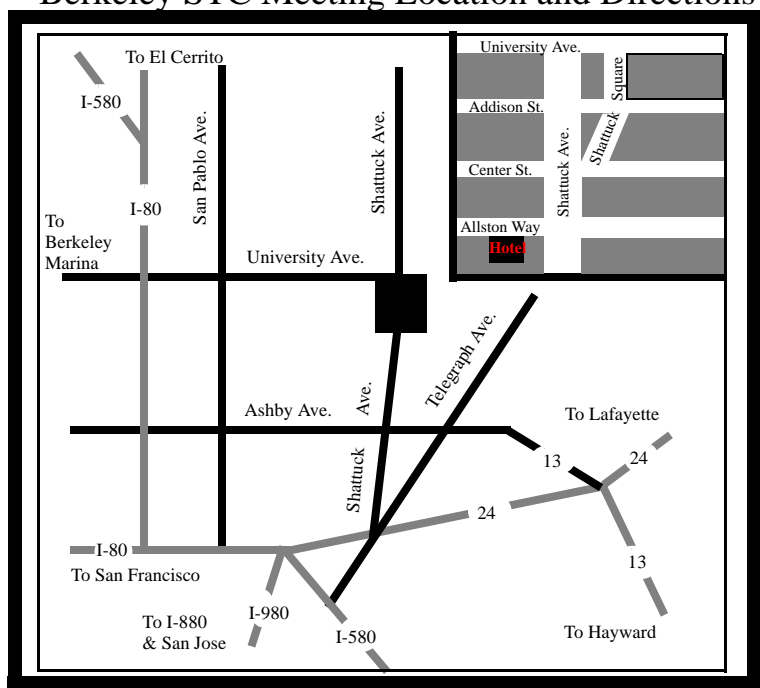 Berkeley STC Meeting Location and Directions
To El Cerrito
I-580
San Pablo Ave.
Shattuck Ave.
I-80
To
Berkeley
Marina
University Ave.
University Ave.
Shattuck
Square
Addison St.
Shattuck Ave.
Center St.
Allston Way
Hotel
Telegraph Ave.
Shattuck
Ave.
Ashby Ave.
To Lafayette
13
24
24
13
I-80
To San Francisco
I-980
To I-880
& San Jose
I-580
To Hayward